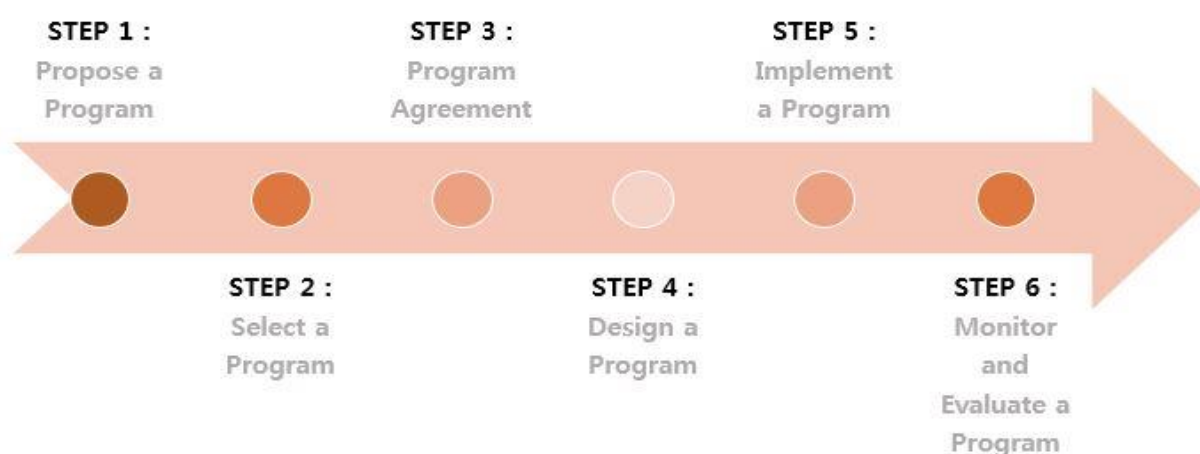 STEP 1 :
Propose a
Program
STEP 2 :
Select a
Program
STEP 3 :
Program
Agreement
STEP 4 :
Design a
Program
STEP 5 :
Implement
a Program
STEP 6 :
Monitor
and
Evaluate a
Program